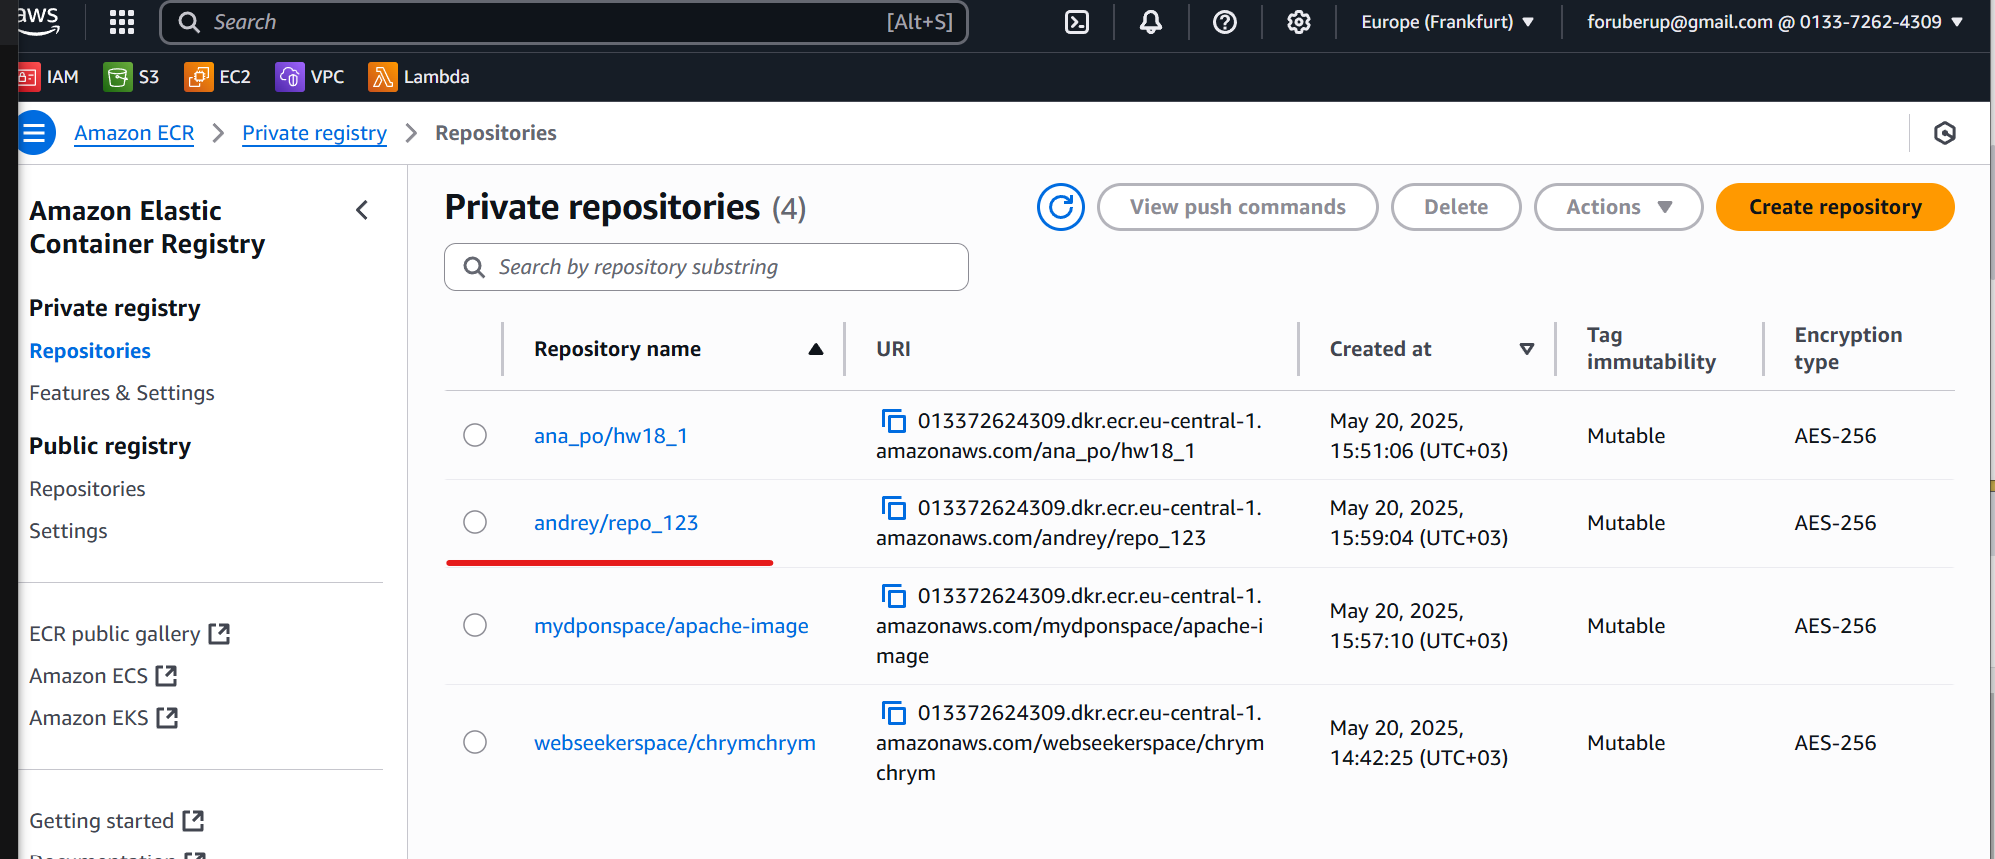 aws
Search [Alt+S] Europe (Frankfurt) foruberup@gmail.com @ 0133-7262-4309
IAM S3 EC2 VPC Lambda
Amazon ECR Private registry Repositories
Amazon Elastic
Container Registry
Private registry
Repositories
Features & Settings
Public registry
Repositories
Settings
ECR public gallery
Amazon ECS
Amazon EKS
Getting started
Documentation
Private repositories (4)
View push commands Delete Actions Create repository
Search by repository substring
Repository name URI Created at Tag immutability Encryption type
ana_po/hw18_1
013372624309.dkr.ecr.eu-central-1.
amazonaws.com/ana_po/hw18_1
May 20, 2025,
15:51:06 (UTC+03)
Mutable
AES-256
andrey/repo_123
013372624309.dkr.ecr.eu-central-1.
amazonaws.com/andrey/repo_123
May 20, 2025,
15:59:04 (UTC+03)
Mutable
AES-256
mydponspace/apache-image
013372624309.dkr.ecr.eu-central-1.
amazonaws.com/mydponspace/apache-i
mage
May 20, 2025,
15:57:10 (UTC+03)
Mutable
AES-256
webseekerspace/chrymchrym
013372624309.dkr.ecr.eu-central-1.
amazonaws.com/webseekerspace/chrym
chrym
May 20, 2025,
14:42:25 (UTC+03)
Mutable
AES-256